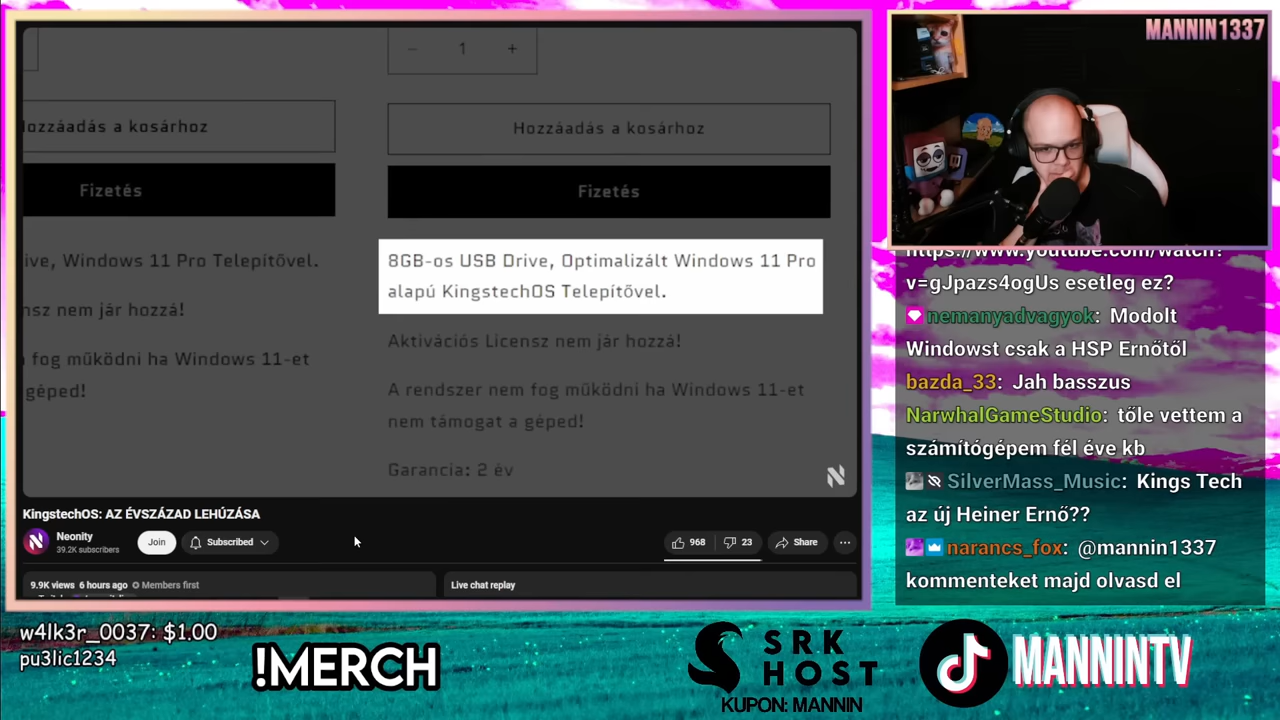 1
Hozzáadás a kosárhoz
Hozzáadás a kosárhoz
Fizetés
Fizetés
ive, Windows 11 Pro Telepítővel.
nsz nem jár hozzá!
fog működni ha Windows 11-et
géped!
8GB-os USB Drive, Optimalizált Windows 11 Pro
alapú KingstechOS Telepítővel.
Aktivációs Licensz nem jár hozzá!
A rendszer nem fog működni ha Windows 11-et
nem támogat a géped!
Garancia: 2 év
KingstechOS: AZ ÉVSZÁZAD LEHÚZÁSA
Neonity
39.2K subscribers
Join
Subscribed
968
23
Share
9.9K views 6 hours ago Members first
Live chat replay
MANNIN1337
https://www.youtube.com/watch?
v=gJpazs4ogUs esetleg ez?
nemanyadvagyok: Modolt
Windowst csak a HSP Ernőtől
bazda_33: Jah basszus
NarwhalGameStudio: tőle vettem a
számítógépem fél éve kb
SilverMass_Music: Kings Tech
az új Heiner Ernő??
narancs_fox: @mannin1337
kommenteket majd olvasd el
w4lk3r_0037: $1.00
pu3lic1234
!MERCH
SRK
HOST
KUPON: MANNIN
MANNINTV